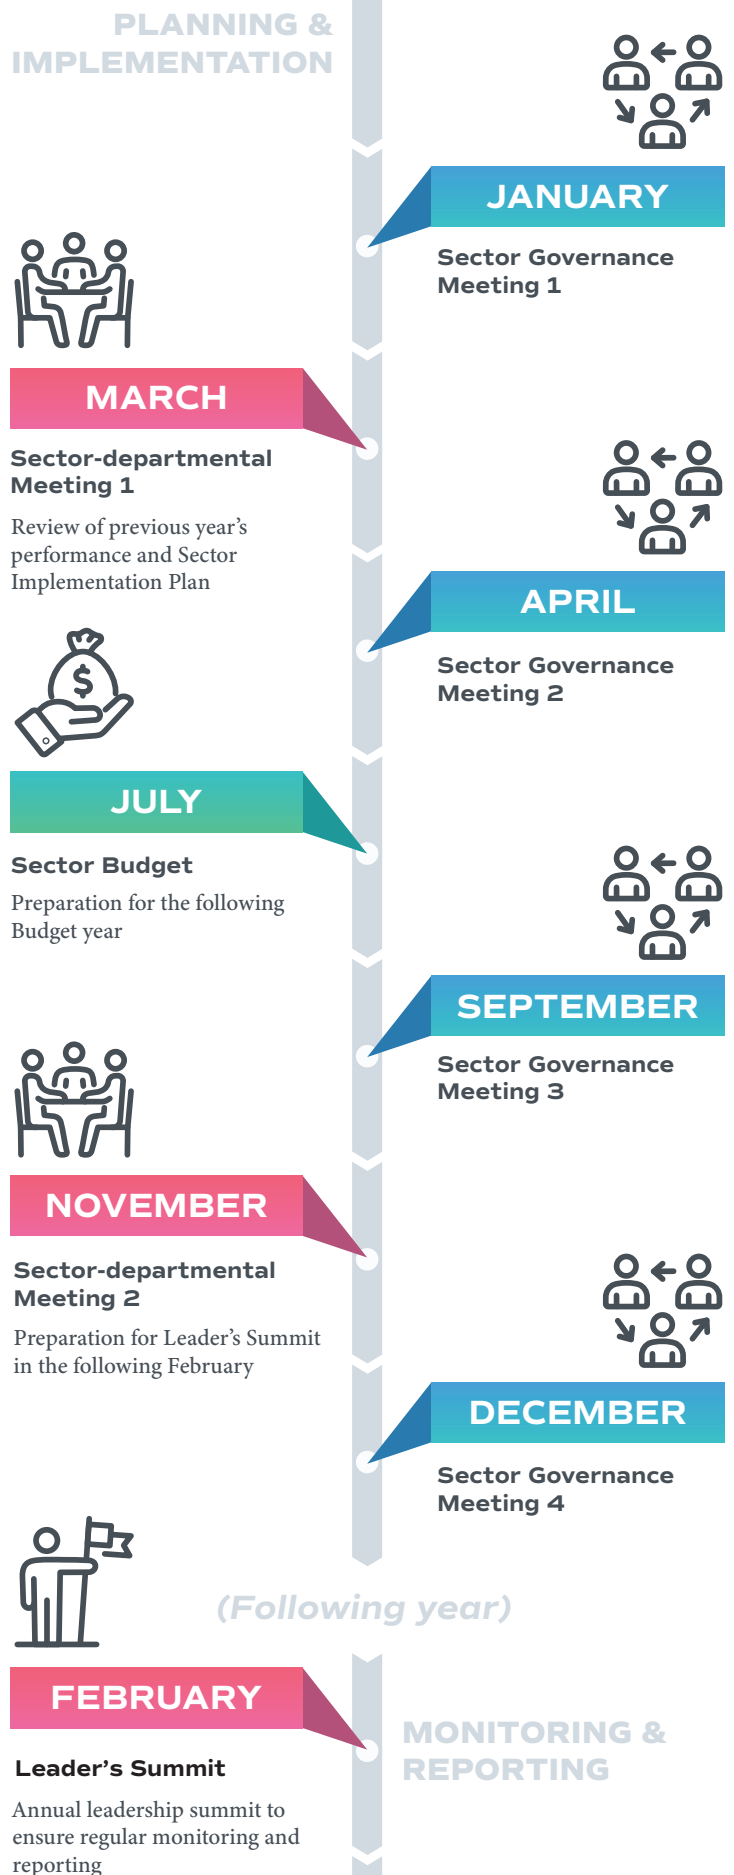 PLANNING &
IMPLEMENTATION
JANUARY
Sector Governance
Meeting 1
MARCH
Sector-departmental
Meeting 1
Review of previous year’s
performance and Sector
Implementation Plan
APRIL
Sector Governance
Meeting 2
$
JULY
Sector Budget
Preparation for the following
Budget year
SEPTEMBER
Sector Governance
Meeting 3
NOVEMBER
Sector-departmental
Meeting 2
Preparation for Leader’s Summit
in the following February
DECEMBER
Sector Governance
Meeting 4
(Following year)
FEBRUARY
MONITORING &
REPORTING
Leader’s Summit
Annual leadership summit to
ensure regular monitoring and
reporting